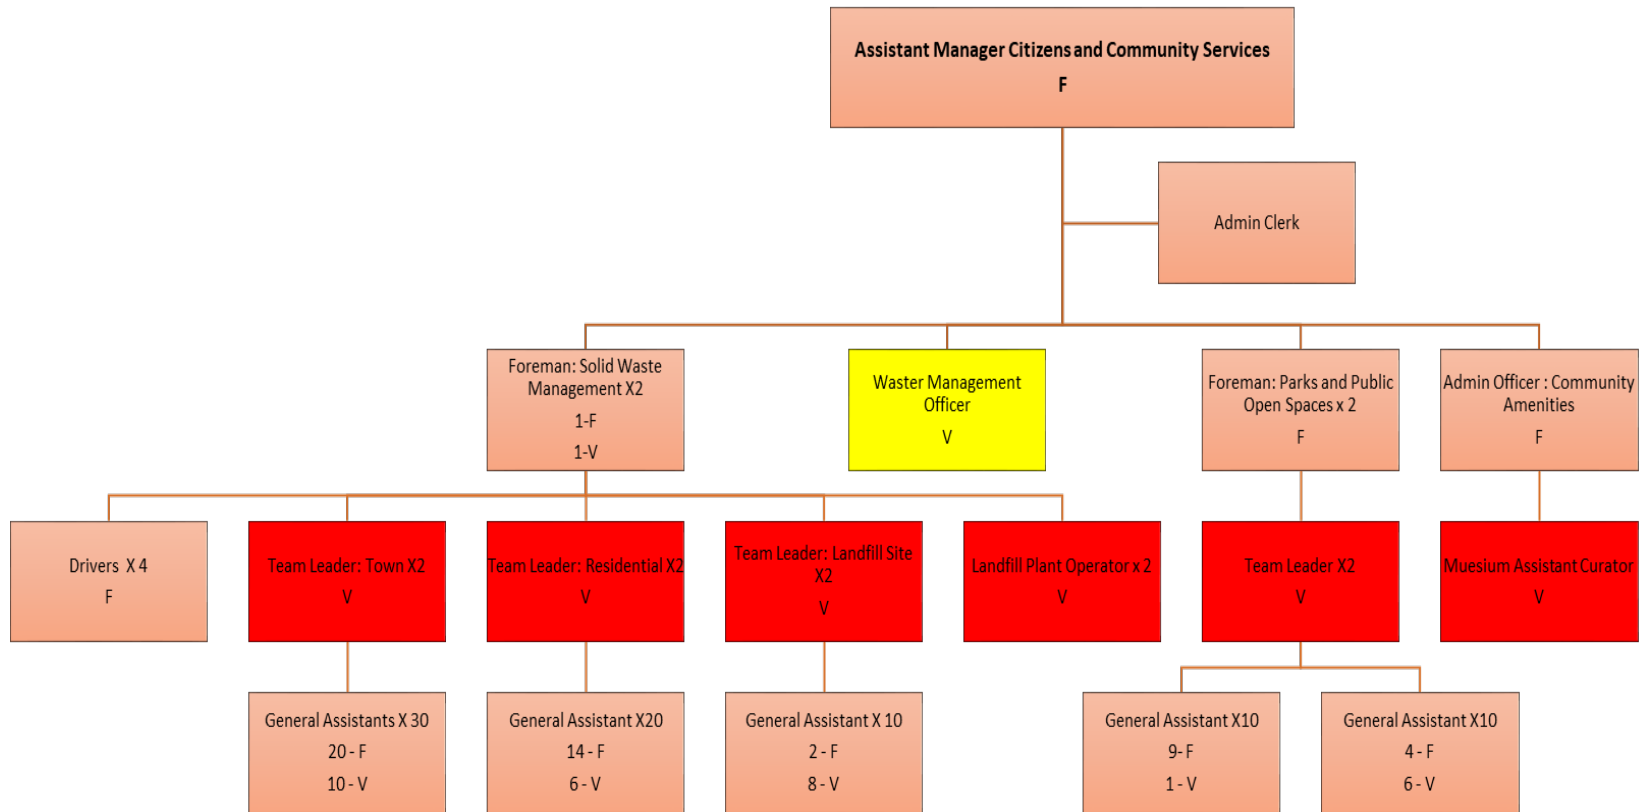 Assistant Manager Citizens and Community Services
F
Admin Clerk
Foreman: Solid Waste
Management X2
1-F
1-V
Waster Management
Officer
V
Foreman: Parks and Public
Open Spaces x 2
F
Admin Officer : Community
Amenities
F
Drivers X 4
F
Team Leader: Town X2
V
Team Leader: Residential X2
V
Team Leader: Landfill Site
X2
V
Landfill Plant Operator x 2
V
Team Leader X2
V
Muesium Assistant Curator
V
General Assistants X 30
20 - F
10 - V
General Assistant X20
14 - F
6 - V
General Assistant X 10
2 - F
8 - V
General Assistant X10
9- F
1 - V
General Assistant X10
4 - F
6 - V